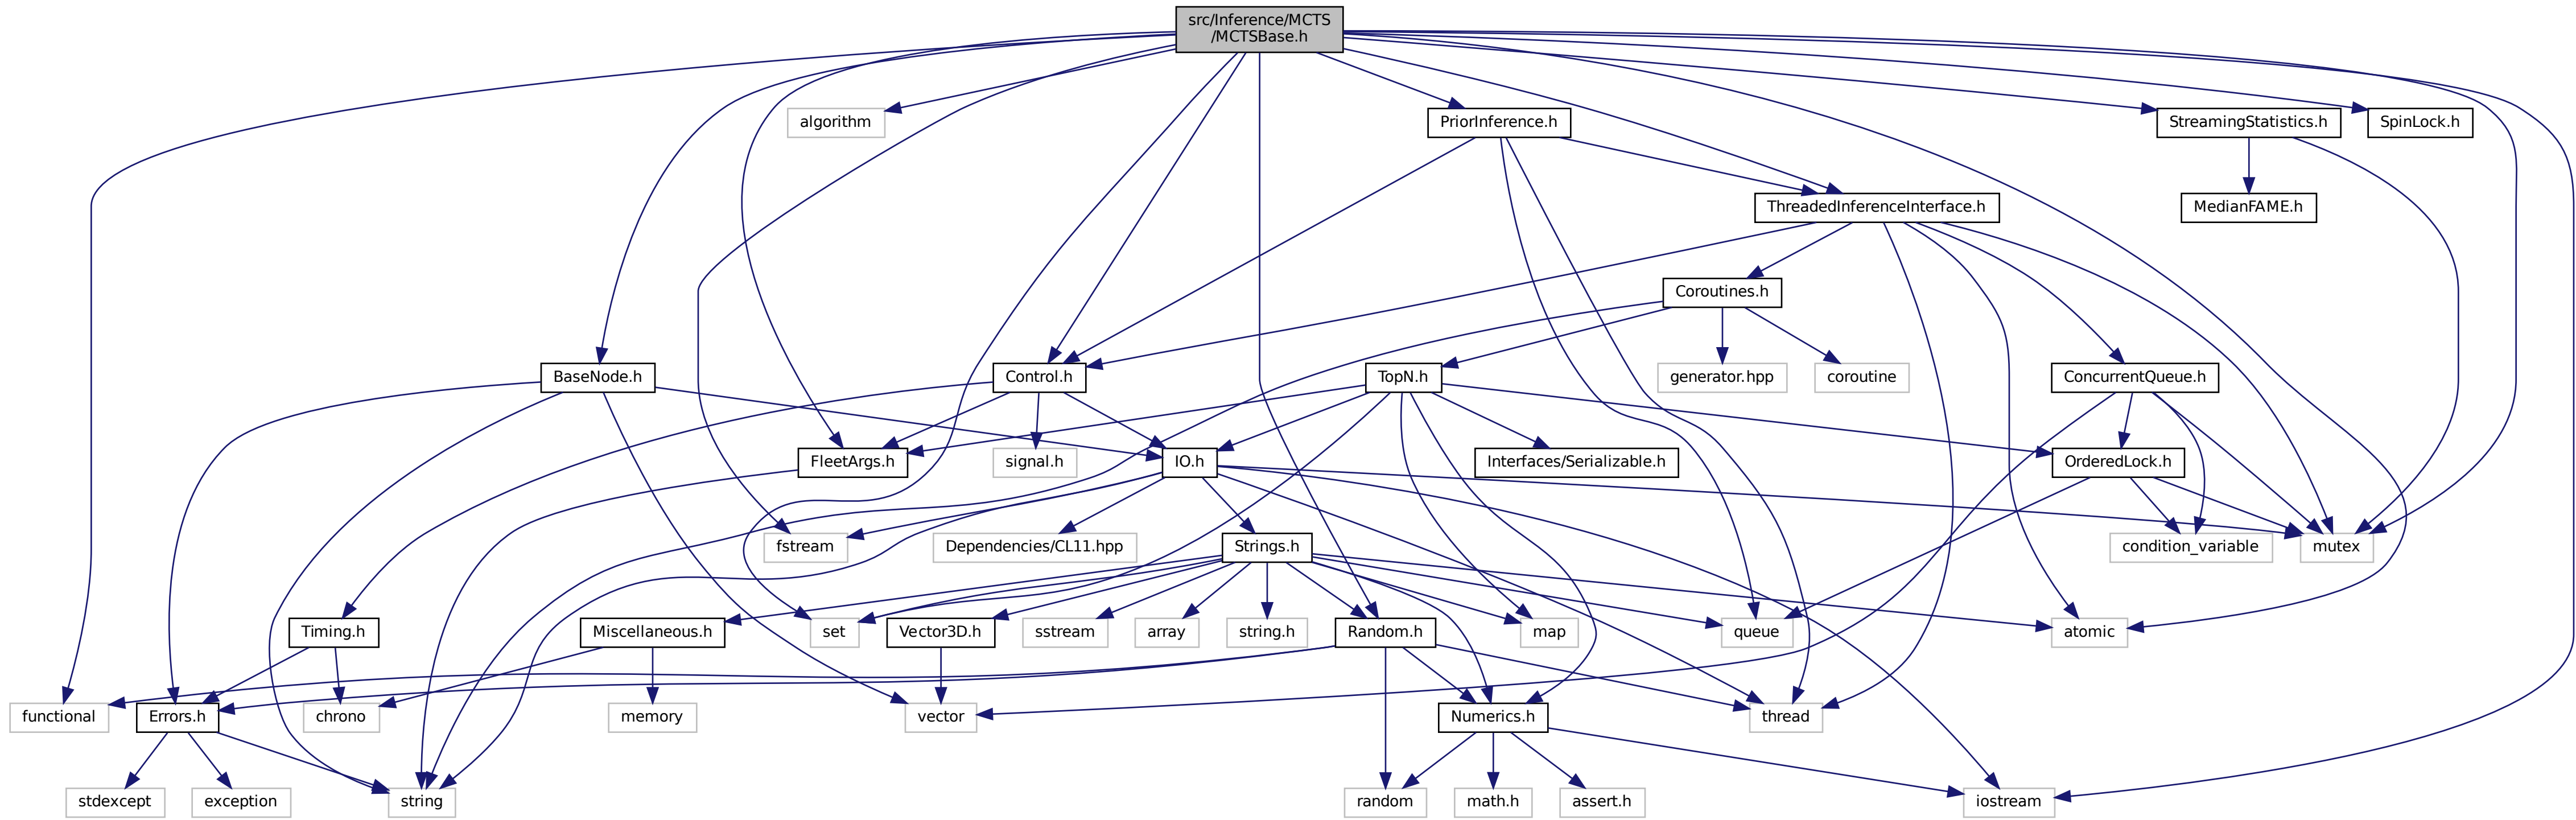 src/Inference/MCTS
/MCTSBase.h
algorithm
PriorInference.h
StreamingStatistics.h
SpinLock.h
ThreadedInferenceInterface.h
MedianFAME.h
Coroutines.h
BaseNode.h
Control.h
TopN.h
generator.hpp
coroutine
ConcurrentQueue.h
FleetArgs.h
signal.h
IO.h
Interfaces/Serializable.h
OrderedLock.h
fstream
Dependencies/CL11.hpp
Strings.h
condition_variable
mutex
Timing.h
Miscellaneous.h
set
Vector3D.h
sstream
array
string.h
Random.h
map
queue
atomic
functional
Errors.h
chrono
memory
vector
Numerics.h
thread
stdexcept
exception
string
random
math.h
assert.h
iostream